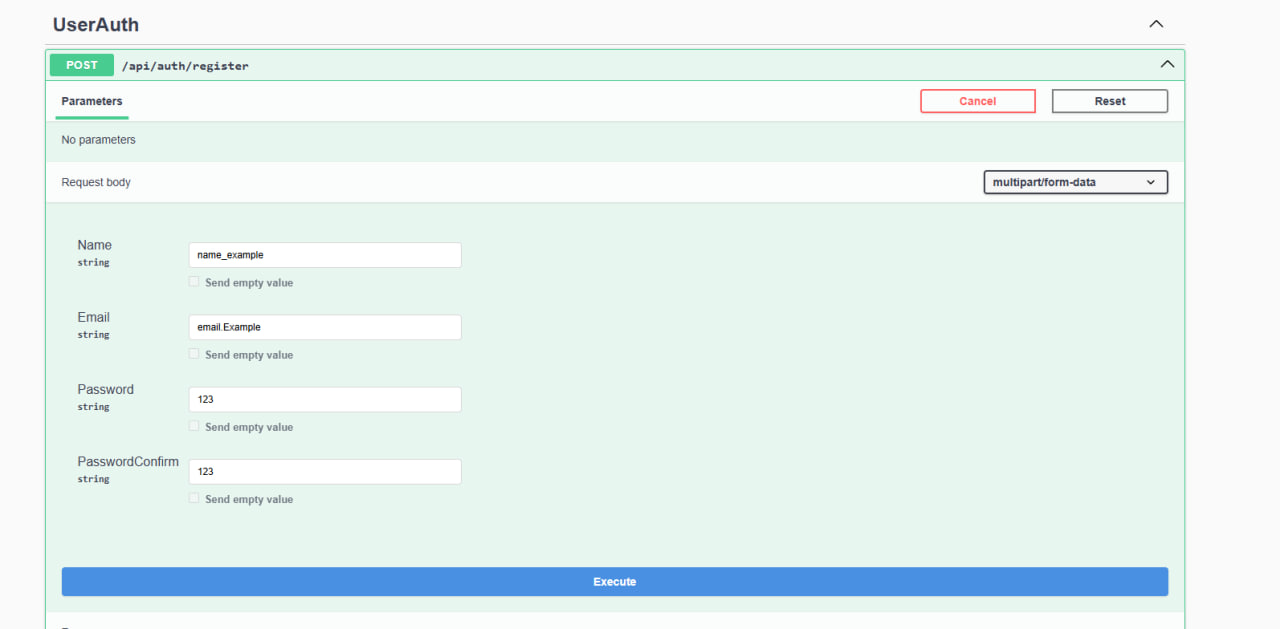 UserAuth
POST /api/auth/register
Parameters Cancel Reset
No parameters
Request body multipart/form-data
Name
string
name_example
Send empty value
Email
string
email.Example
Send empty value
Password
string
123
Send empty value
PasswordConfirm
string
123
Send empty value
Execute